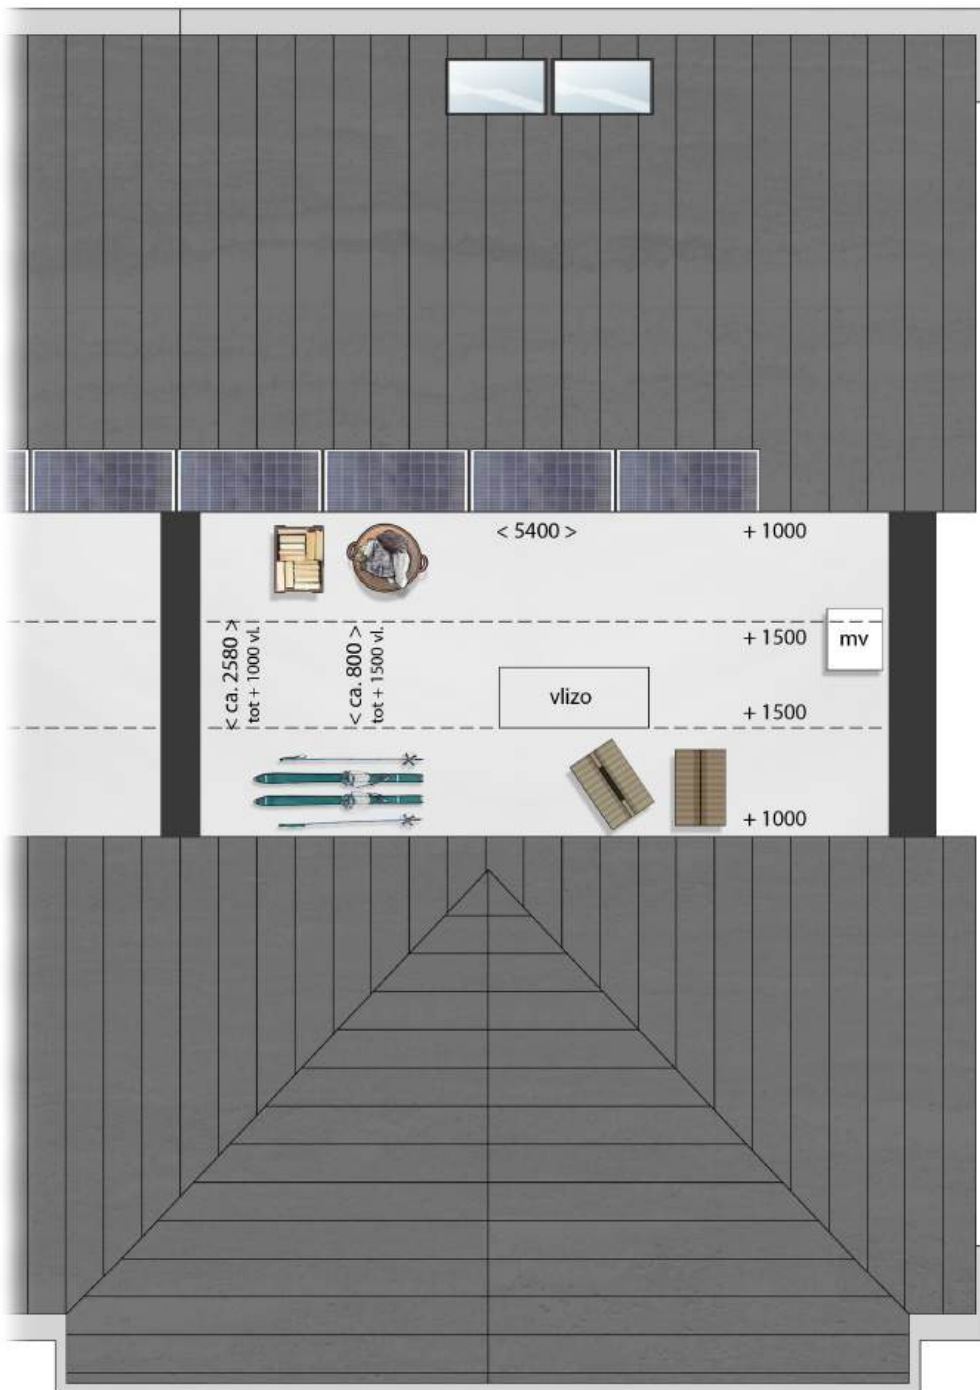 < 5400 >
+ 1000
< ca. 2580 >
tot + 1000 vl.
< ca. 800 >
tot + 1500 vl.
+ 1500
mv
vlizo
+ 1500
+ 1000